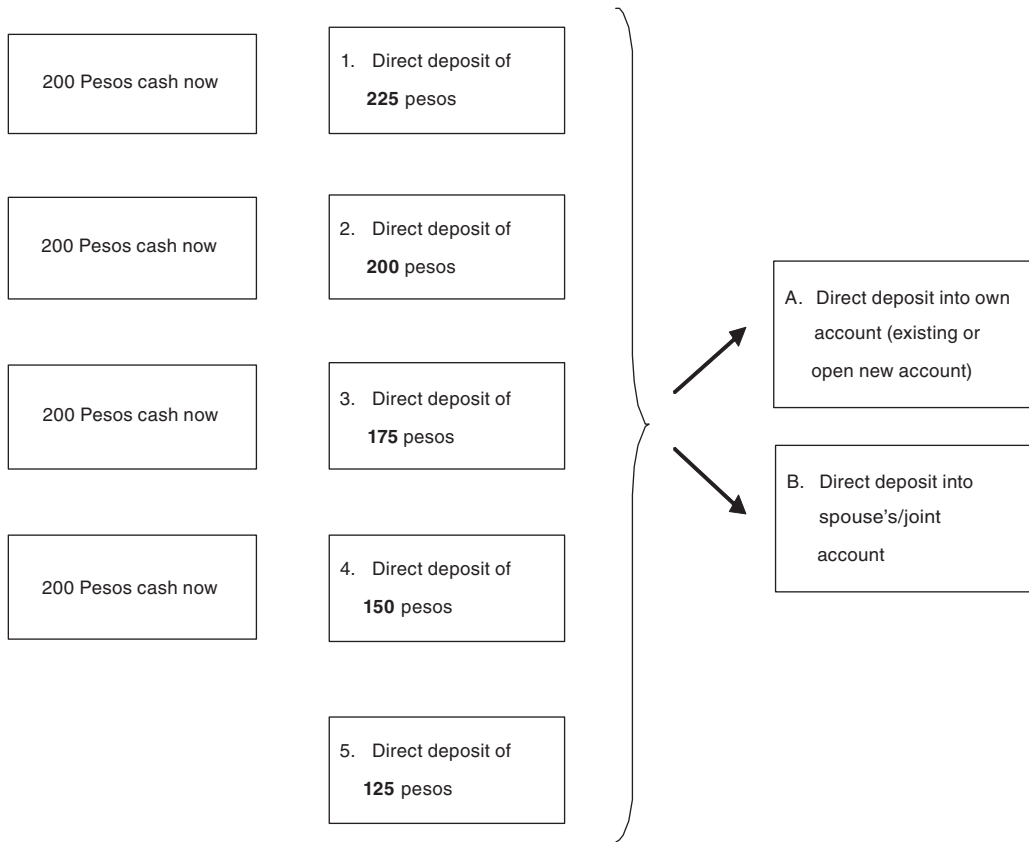 200 Pesos cash now
1. Direct deposit of
225 pesos
200 Pesos cash now
2. Direct deposit of
200 pesos
200 Pesos cash now
3. Direct deposit of
175 pesos
200 Pesos cash now
4. Direct deposit of
150 pesos
5. Direct deposit of
125 pesos
A. Direct deposit into own
account (existing or
open new account)
B. Direct deposit into
spouse's/joint
account